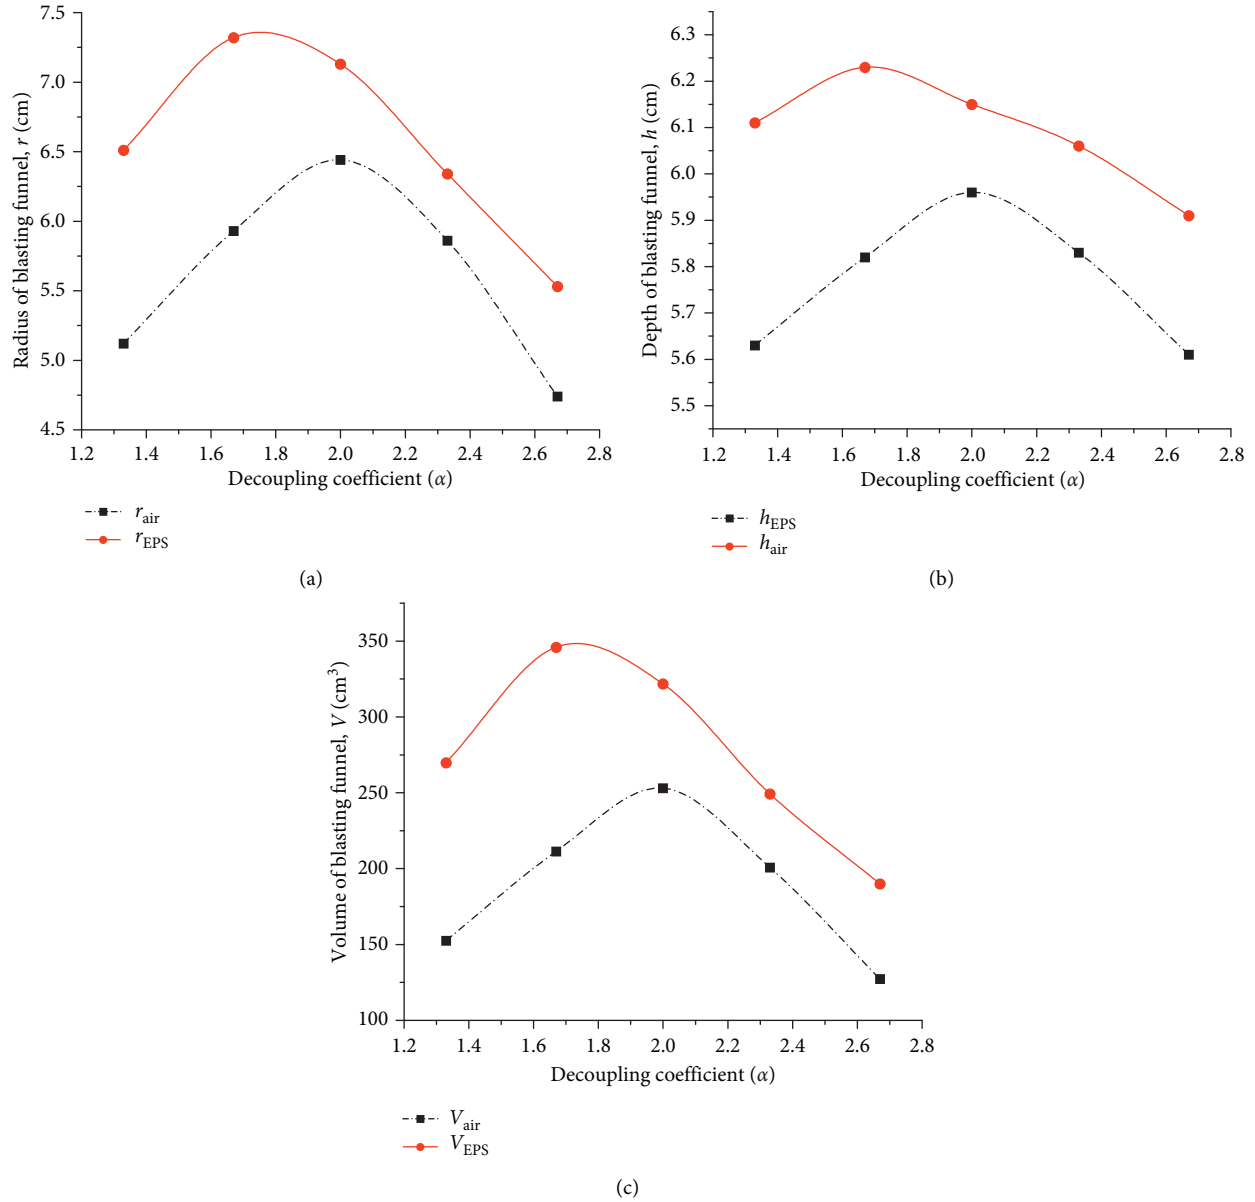 7.5
7.0
6.5
6.0
5.5
5.0
4.5
Radius of blasting funnel, r (cm)
1.2 1.4 1.6 1.8 2.0 2.2 2.4 2.6 2.8
Decoupling coefficient (α)
r_air
r_EPS
(a)
6.3
6.2
6.1
6.0
5.9
5.8
5.7
5.6
5.5
Depth of blasting funnel, h (cm)
1.2 1.4 1.6 1.8 2.0 2.2 2.4 2.6 2.8
Decoupling coefficient (α)
h_EPS
h_air
(b)
350
300
250
200
150
100
Volume of blasting funnel, V (cm³)
1.2 1.4 1.6 1.8 2.0 2.2 2.4 2.6 2.8
Decoupling coefficient (α)
V_air
V_EPS
(c)